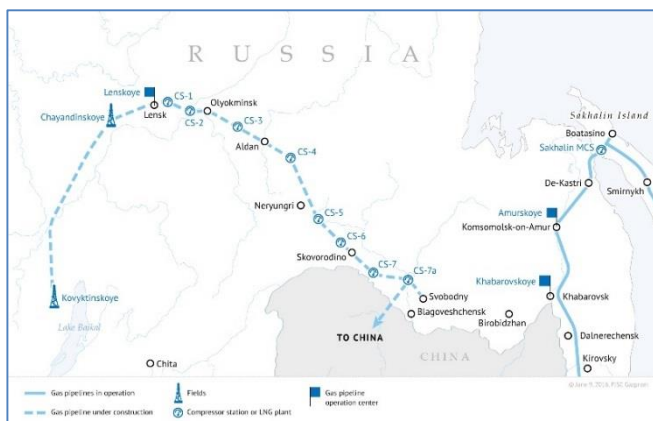 RUSSIA
Lenskoye
CS-1
Chayandinskoye
Lensk
CS-2
Olyokminsk
CS-3
Aldan
CS-4
Sakhalin Island
Boatasino
Sakhalin MCS
De-Kastri
Smirnykh
Neryungri
CS-5
Amurskoye
Komsomolsk-on-Amur
CS-6
Skovorodino
CS-7
CS-7a
Kovyktinskoye
Svobodny
Khabarovskoye
Khabarovsk
Blagoveshchensk
Birobidzhan
Lake Baikal
TO CHINA
Dalnerechensk
CHINA
Chita
Kirovsky
© June 9 2016, PJSC Gazprom
Gas pipelines in operation
Fields
Gas pipeline
operation center
Gas pipeline under construction
Compressor station or LNG plant